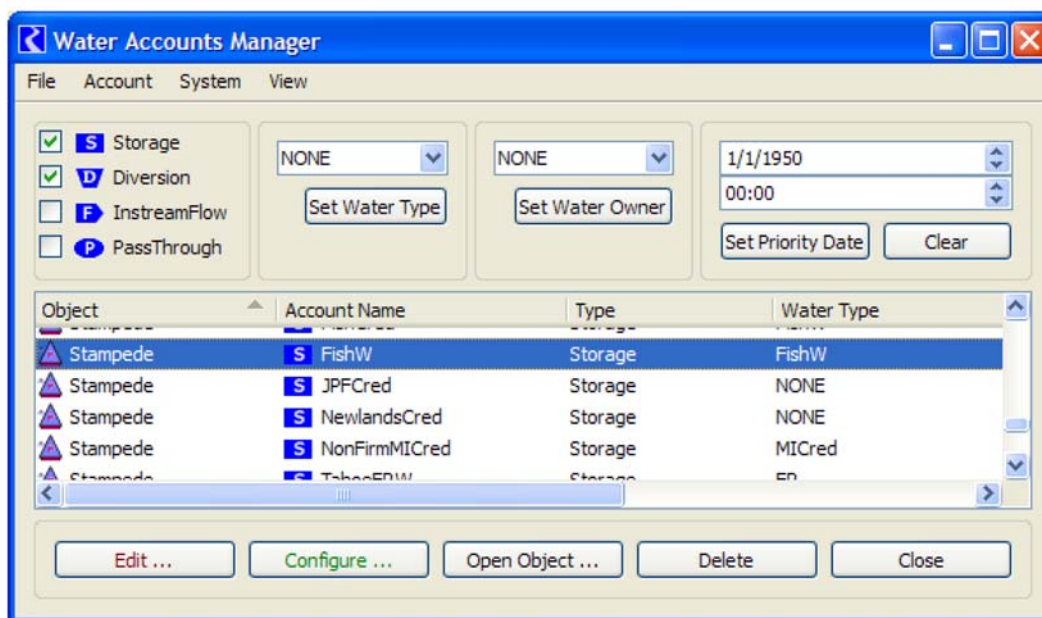 Water Accounts Manager
File Account System View
S Storage
D Diversion
F InstreamFlow
P PassThrough
NONE
Set Water Type
NONE
Set Water Owner
1/1/1950
00:00
Set Priority Date Clear
Object Account Name Type Water Type
Stampede S FishW Storage FishW
Stampede S JPFCred Storage NONE
Stampede S NewlandsCred Storage NONE
Stampede S NonFirmMICred Storage MICred
Stampede Storage
Edit ... Configure ... Open Object ... Delete Close